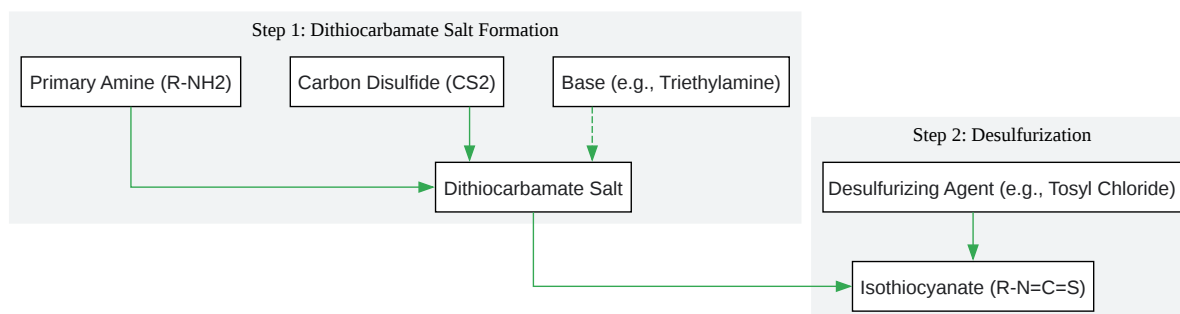 Step 1: Dithiocarbamate Salt Formation
Primary Amine (R-NH2)
Carbon Disulfide (CS2)
Base (e.g., Triethylamine)
Dithiocarbamate Salt
Step 2: Desulfurization
Desulfurizing Agent (e.g., Tosyl Chloride)
Isothiocyanate (R-N=C=S)